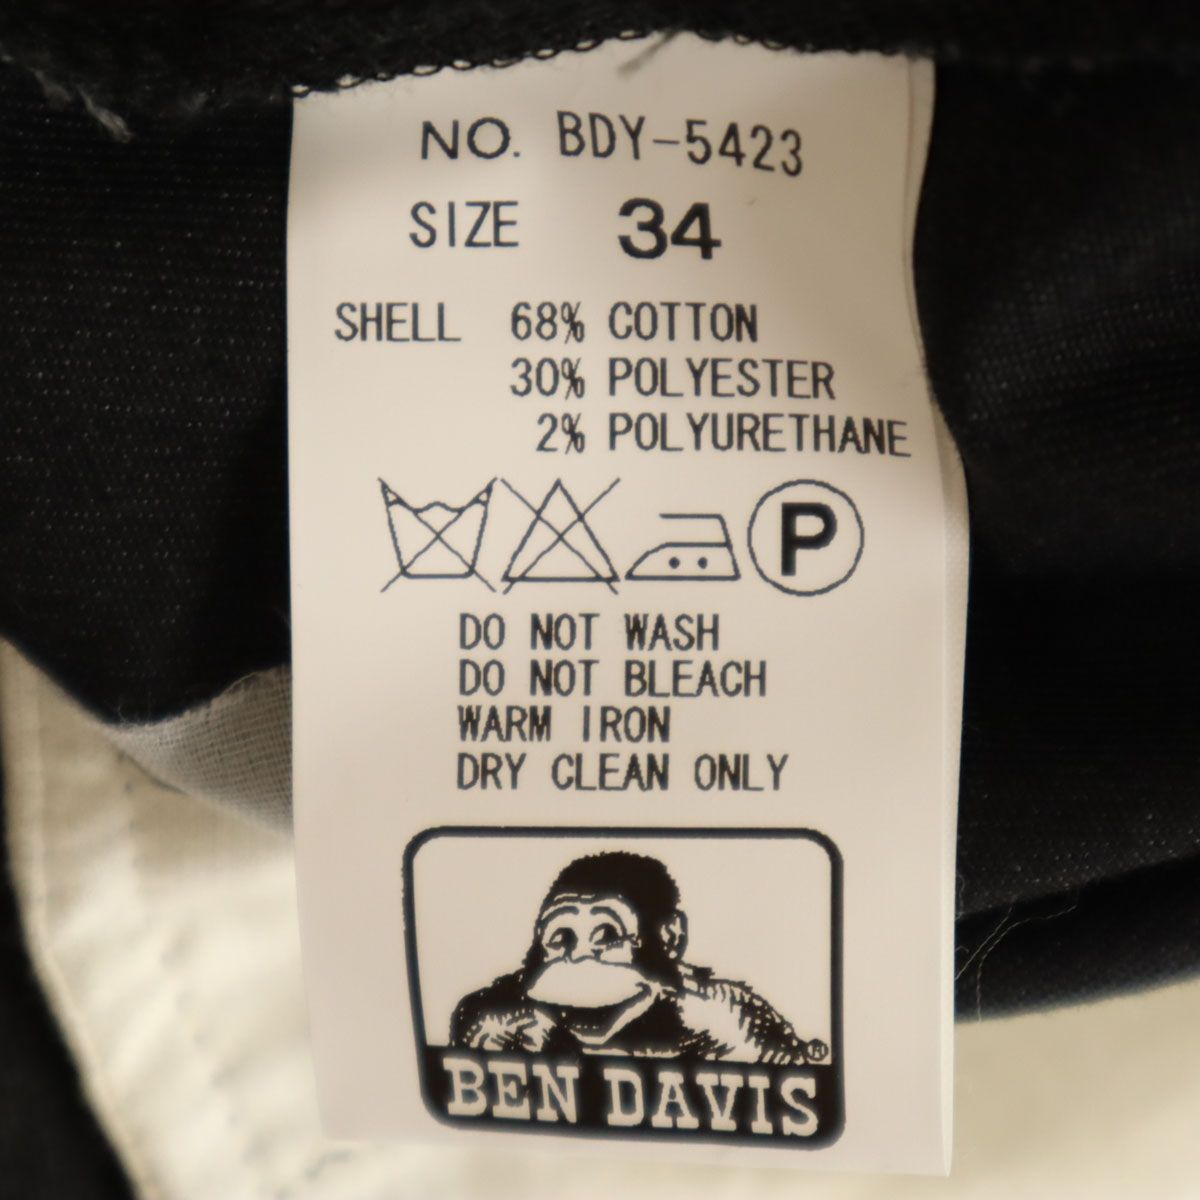 NO. BDY-5423
SIZE 34
SHELL 68% COTTON
30% POLYESTER
2% POLYURETHANE
P
DO NOT WASH
DO NOT BLEACH
WARM IRON
DRY CLEAN ONLY
BEN DAVIS ®